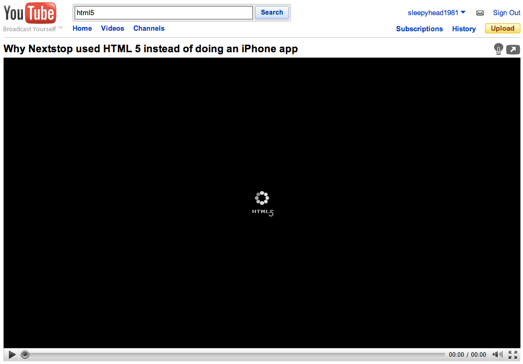 YouTube
Broadcast Yourself ™
html5
Search
sleepyhead1981
Sign Out
Home
Videos
Channels
Subscriptions
History
Upload
Why Nextstop used HTML 5 instead of doing an iPhone app
HTML5
00:00 / 00:00